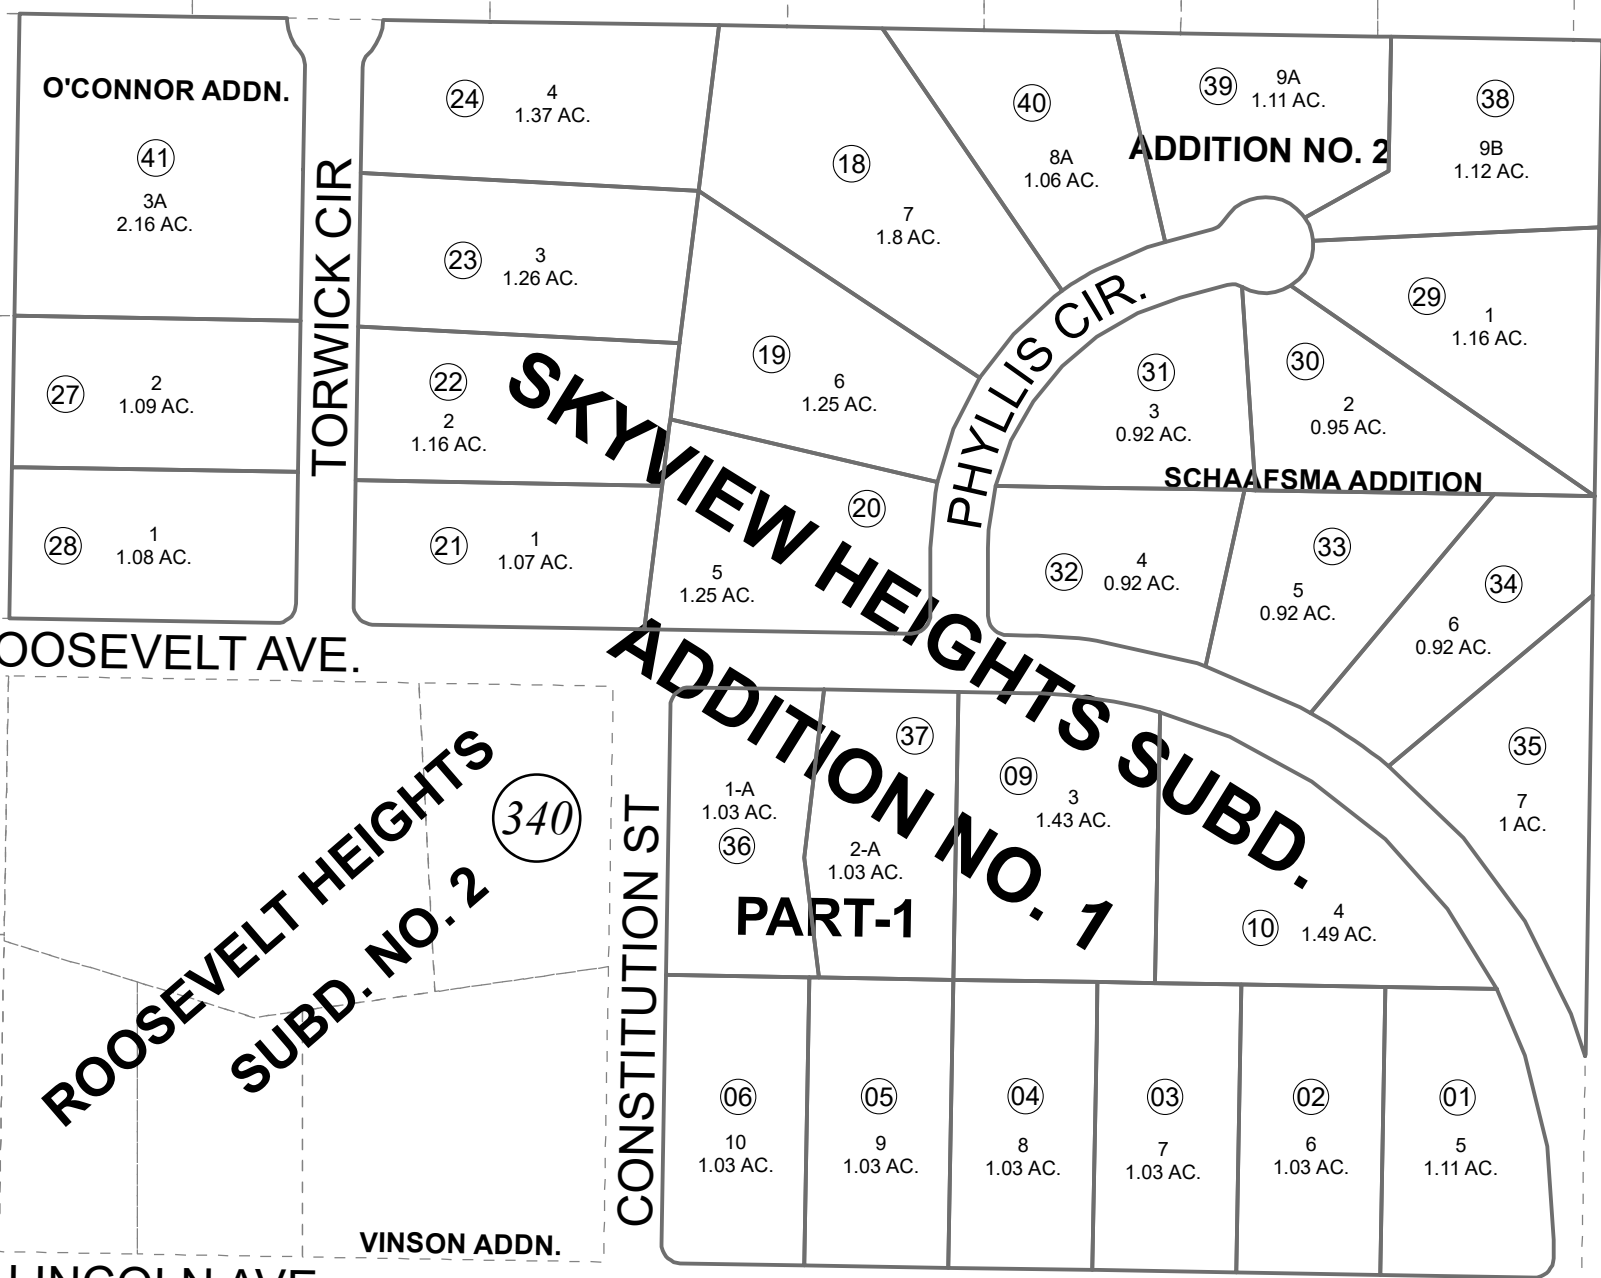 O'CONNOR ADDN.
41
3A
2.16 AC.
27
2
1.09 AC.
28
1
1.08 AC.
TORWICK CIR
24
4
1.37 AC.
23
3
1.26 AC.
22
2
1.16 AC.
21
1
1.07 AC.
18
7
1.8 AC.
19
6
1.25 AC.
20
5
1.25 AC.
40
8A
1.06 AC.
39
9A
1.11 AC.
ADDITION NO. 2
38
9B
1.12 AC.
PHYLLIS CIR.
29
1
1.16 AC.
30
2
0.95 AC.
31
3
0.92 AC.
SCHAAFSMA ADDITION
32
4
0.92 AC.
33
5
0.92 AC.
34
6
0.92 AC.
35
7
1 AC.
SKYVIEW HEIGHTS SUBD.
ADDITION NO. 1
PART-1
OOSEVELT AVE.
ROOSEVELT HEIGHTS
SUBD. NO. 2
340
VINSON ADDN.
CONSTITUTION ST
1-A
1.03 AC.
36
37
2-A
1.03 AC.
09
3
1.43 AC.
10
4
1.49 AC.
06
10
1.03 AC.
05
9
1.03 AC.
04
8
1.03 AC.
03
7
1.03 AC.
02
6
1.03 AC.
01
5
1.11 AC.
LINCOLN AVE